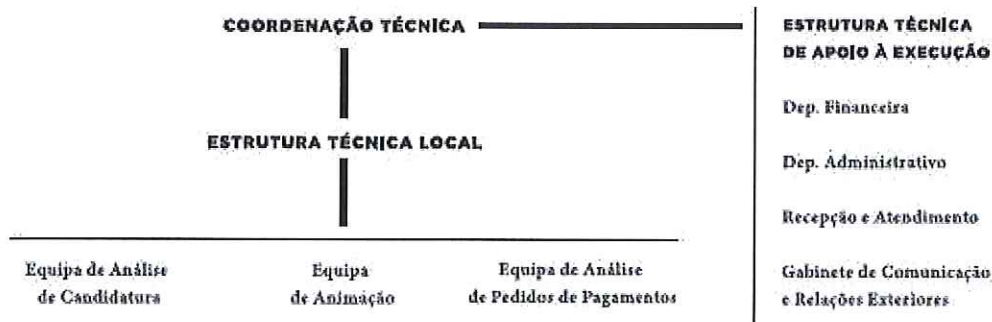 COORDENAÇÃO TÉCNICA
ESTRUTURA TÉCNICA LOCAL
Equipa de Análise
de Candidatura
Equipa
de Animação
Equipa de Análise
de Pedidos de Pagamentos
ESTRUTURA TÉCNICA
DE APOIO À EXECUÇÃO
Dep. Financeira
Dep. Administrativo
Recepção e Atendimento
Gabinete de Comunicação
e Relações Exteriores